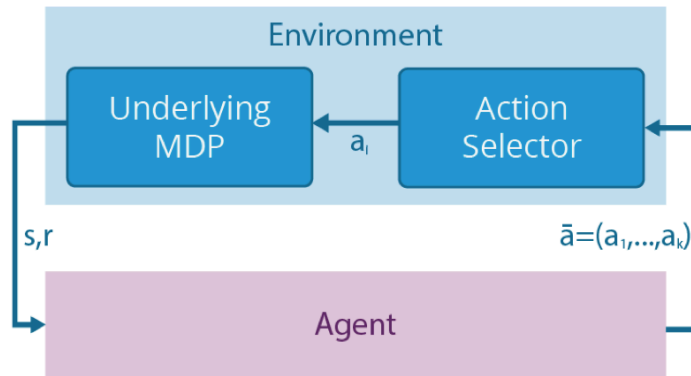 Environment
Underlying
MDP
Action
Selector
aᵢ
s,r
ā=(a₁,...,aₖ)
Agent